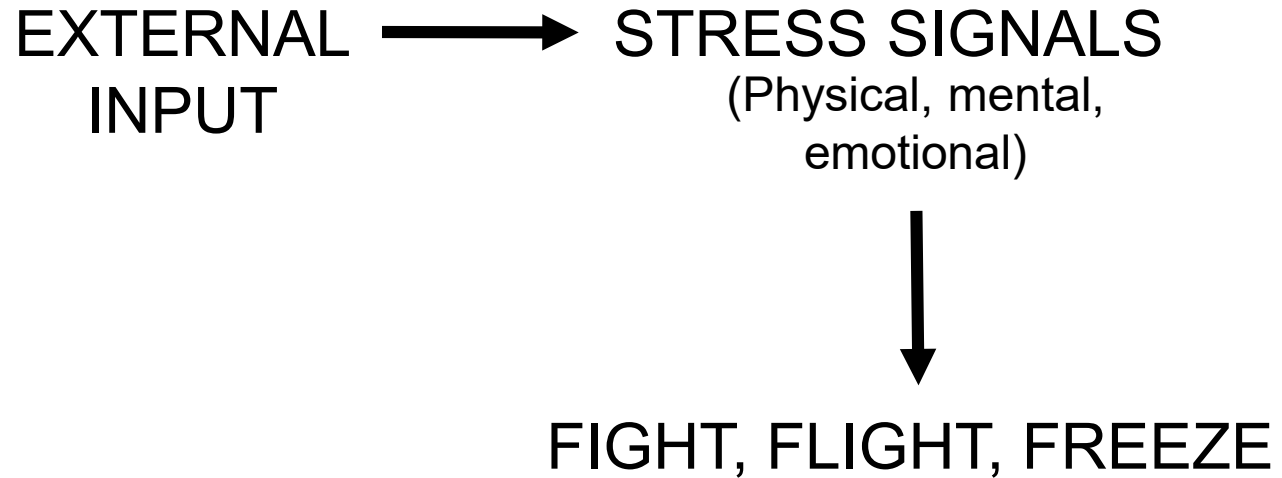 EXTERNAL
INPUT
STRESS SIGNALS
(Physical, mental,
emotional)
FIGHT, FLIGHT, FREEZE